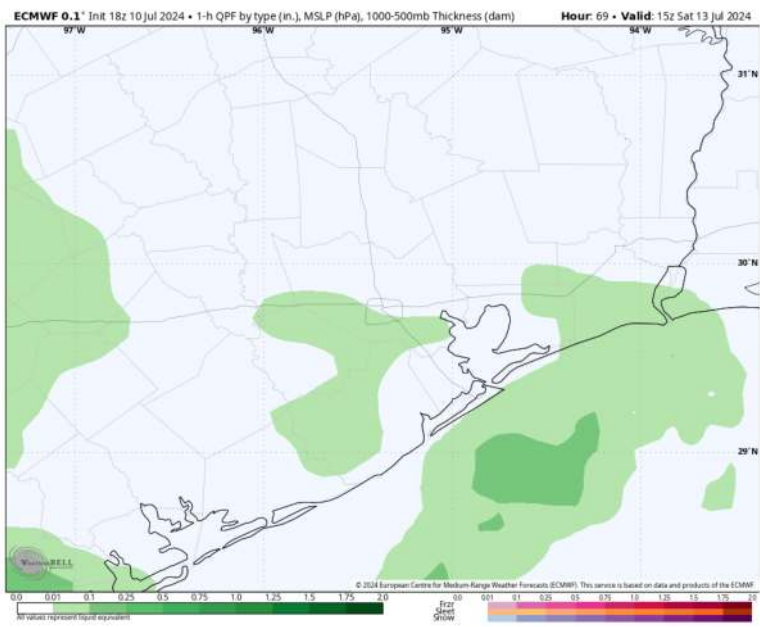 ECMWF 0.1° Init 18z 10 Jul 2024 • 1-h QPF by type (in.), MSLP (hPa), 1000-500mb Thickness (dam) Hour: 69 • Valid: 15z Sat 13 Jul 2024
97°W 96°W 95°W 94°W
31°N
30°N
29°N
WeatherBELL
© 2024 European Centre for Medium-Range Weather Forecasts (ECMWF). This service is based on data and products of the ECMWF
0.0 0.01 0.1 0.25 0.5 0.75 1.0 1.25 1.5 1.75 2.0 0.0 0.01 0.1 0.25 0.5 0.75 1.0 1.25 1.5 1.75 2.0
All values represent liquid equivalent
Frzr
Sleet
Snow